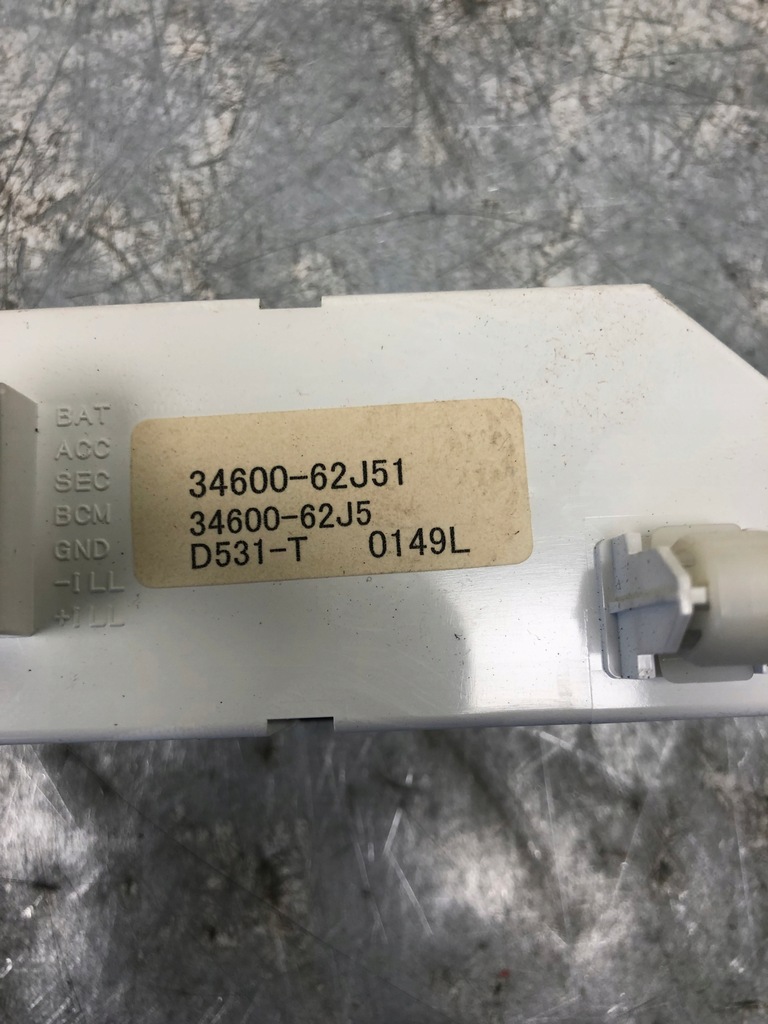 BAT
ACC
SEC
BCM
GND
-iLL
+iLL
34600-62J51
34600-62J5
D531-T 0149L